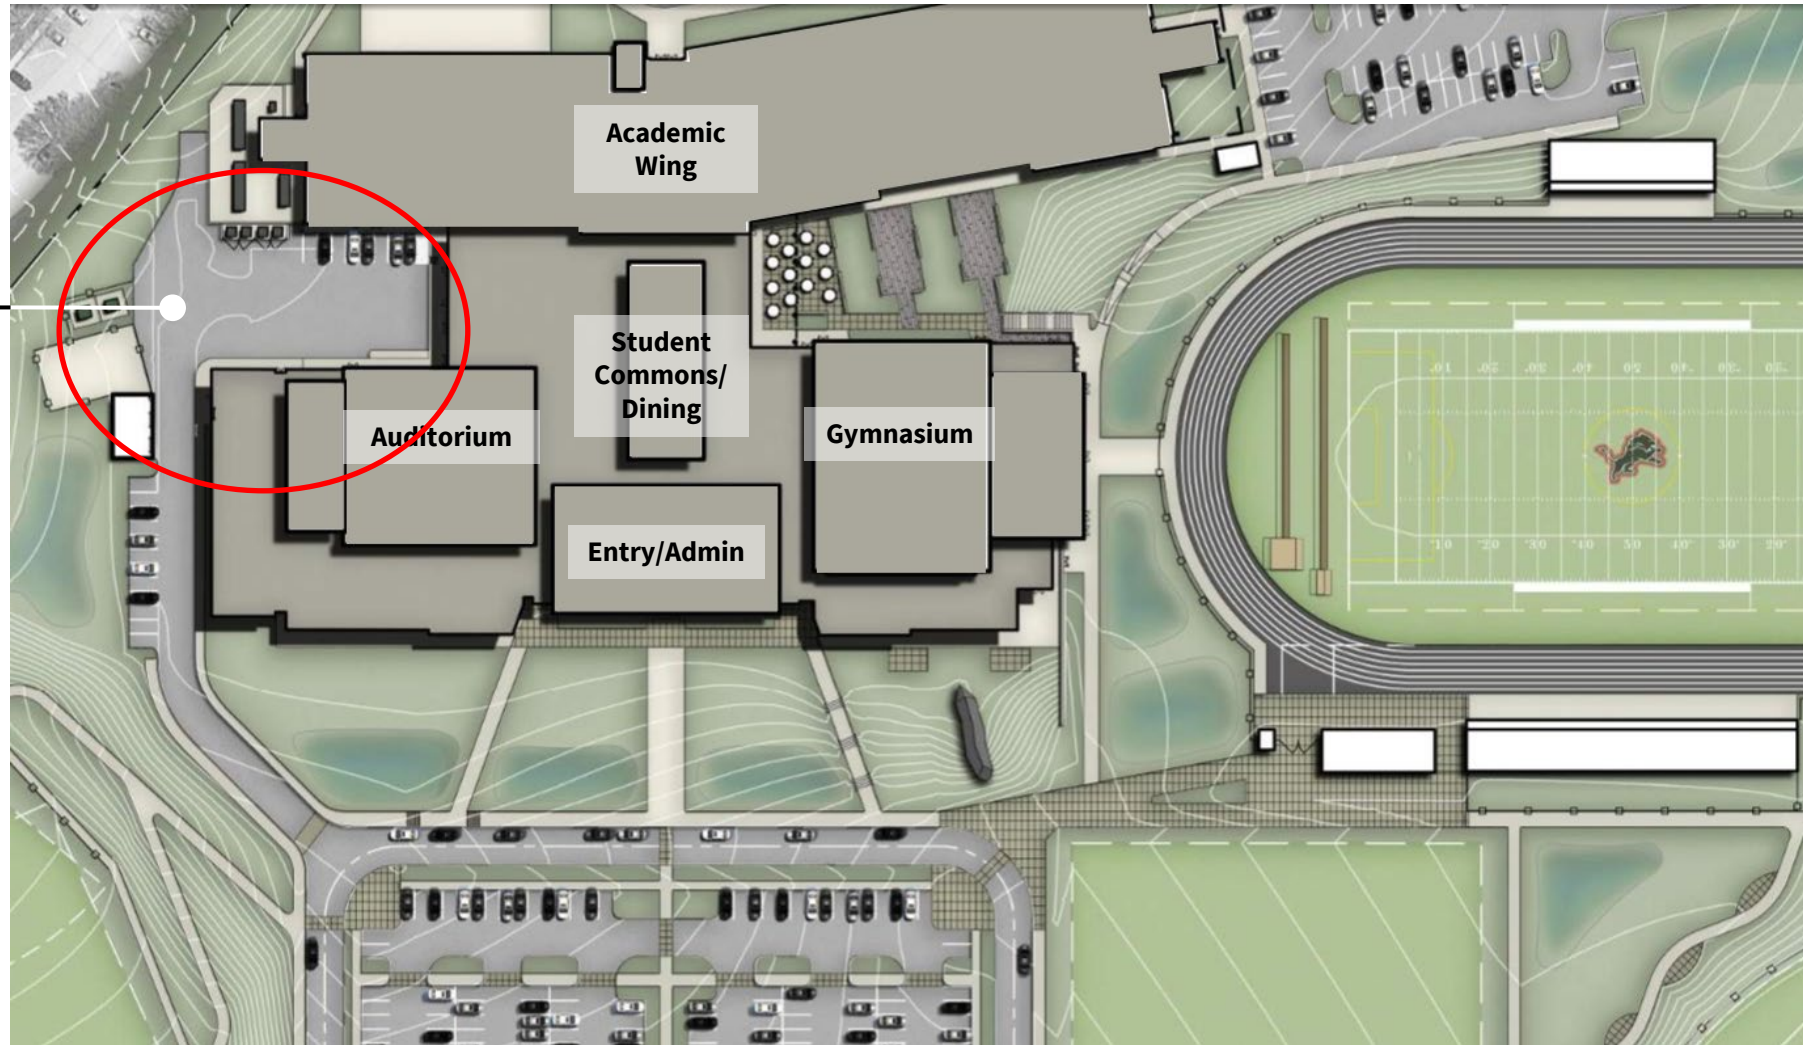 Academic
Wing
Student
Commons/
Dining
Auditorium
Gymnasium
Entry/Admin